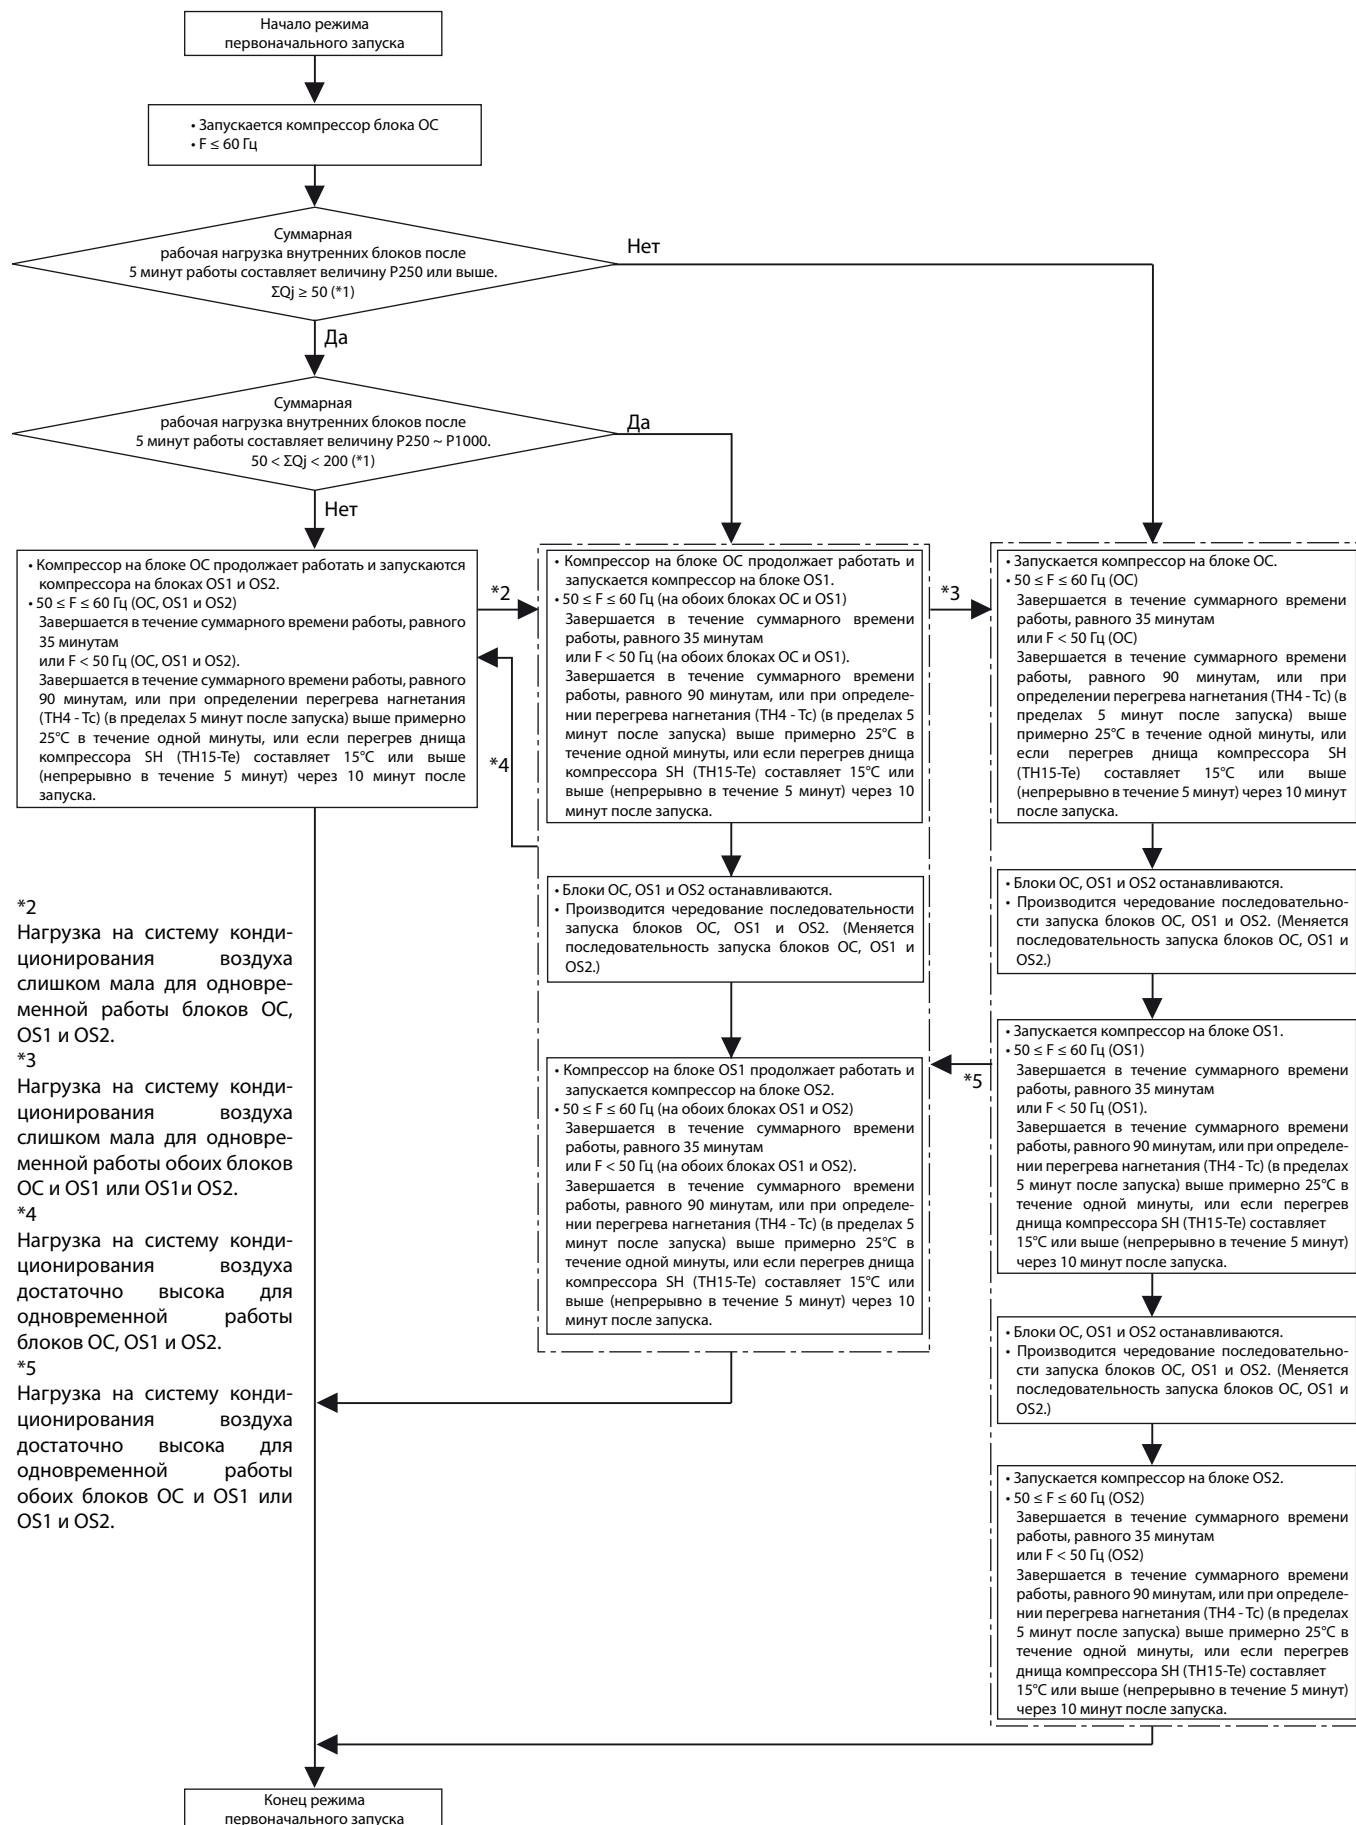 Начало режима
первоначального запуска
• Запускается компрессор блока OC
• F ≤ 60 Гц
Суммарная
рабочая нагрузка внутренних блоков после
5 минут работы составляет величину P250 или выше.
ΣQj ≥ 50 (*1)
Нет
Да
Суммарная
рабочая нагрузка внутренних блоков после
5 минут работы составляет величину P250 ~ P1000.
50 < ΣQj < 200 (*1)
Да
Нет
• Компрессор на блоке OC продолжает работать и запускаются
компрессора на блоках OS1 и OS2.
• 50 ≤ F ≤ 60 Гц (OC, OS1 и OS2)
Завершается в течение суммарного времени работы, равного
35 минутам
или F < 50 Гц (OC, OS1 и OS2).
Завершается в течение суммарного времени работы, равного
90 минутам, или при определении перегрева нагнетания
(TH4 - Tc) (в пределах 5 минут после запуска) выше примерно
25°C в течение одной минуты, или если перегрев днища
компрессора SH (TH15-Te) составляет 15°C или выше
(непрерывно в течение 5 минут) через 10 минут после
запуска.
*2
*4
• Компрессор на блоке OC продолжает работать и
запускается компрессор на блоке OS1.
• 50 ≤ F ≤ 60 Гц (на обоих блоках OC и OS1)
Завершается в течение суммарного времени
работы, равного 35 минутам
или F < 50 Гц (на обоих блоках OC и OS1).
Завершается в течение суммарного времени
работы, равного 90 минутам, или при определе-
нии перегрева нагнетания (TH4 - Tc) (в пределах 5
минут после запуска) выше примерно 25°C в
течение одной минуты, или если перегрев днища
компрессора SH (TH15-Te) составляет 15°C или
выше (непрерывно в течение 5 минут) через 10
минут после запуска.
*3
• Запускается компрессор на блоке OC.
• 50 ≤ F ≤ 60 Гц (OC)
Завершается в течение суммарного времени
работы, равного 35 минутам
или F < 50 Гц (OC)
Завершается в течение суммарного времени
работы, равного 90 минутам, или при
определении перегрева нагнетания (TH4 - Tc) (в
пределах 5 минут после запуска) выше
примерно 25°C в течение одной минуты, или
если перегрев днища компрессора SH
(TH15-Te) составляет 15°C или выше
(непрерывно в течение 5 минут) через 10 минут
после запуска.
• Блоки OC, OS1 и OS2 останавливаются.
• Производится чередование последовательности
запуска блоков OC, OS1 и OS2. (Меняется
последовательность запуска блоков OC, OS1 и
OS2.)
• Блоки OC, OS1 и OS2 останавливаются.
• Производится чередование последовательно-
сти запуска блоков OC, OS1 и OS2. (Меняется
последовательность запуска блоков OC, OS1 и
OS2.)
• Компрессор на блоке OS1 продолжает работать и
запускается компрессор на блоке OS2.
• 50 ≤ F ≤ 60 Гц (на обоих блоках OS1 и OS2)
Завершается в течение суммарного времени
работы, равного 35 минутам
или F < 50 Гц (на обоих блоках OS1 и OS2).
Завершается в течение суммарного времени
работы, равного 90 минутам, или при определе-
нии перегрева нагнетания (TH4 - Tc) (в пределах 5
минут после запуска) выше примерно 25°C в
течение одной минуты, или если перегрев днища
компрессора SH (TH15-Te) составляет 15°C или
выше (непрерывно в течение 5 минут) через 10
минут после запуска.
*5
• Запускается компрессор на блоке OS1.
• 50 ≤ F ≤ 60 Гц (OS1)
Завершается в течение суммарного времени
работы, равного 35 минутам
или F < 50 Гц (OS1).
Завершается в течение суммарного времени
работы, равного 90 минутам, или при определе-
нии перегрева нагнетания (TH4 - Tc) (в пределах
5 минут после запуска) выше примерно 25°C в
течение одной минуты, или если перегрев
днища компрессора SH (TH15-Te) составляет
15°C или выше (непрерывно в течение 5 минут)
через 10 минут после запуска.
• Блоки OC, OS1 и OS2 останавливаются.
• Производится чередование последовательно-
сти запуска блоков OC, OS1 и OS2. (Меняется
последовательность запуска блоков OC, OS1 и
OS2.)
• Запускается компрессор на блоке OS2.
• 50 ≤ F ≤ 60 Гц (OS2)
Завершается в течение суммарного времени
работы, равного 35 минутам
или F < 50 Гц (OS2)
Завершается в течение суммарного времени
работы, равного 90 минутам, или при определе-
нии перегрева нагнетания (TH4 - Tc) (в пределах
5 минут после запуска) выше примерно 25°C в
течение одной минуты, или если перегрев
днища компрессора SH (TH15-Te) составляет
15°C или выше (непрерывно в течение 5 минут)
через 10 минут после запуска.
*2
Нагрузка на систему конди-
ционирования воздуха
слишком мала для одновре-
менной работы блоков OC,
OS1 и OS2.
*3
Нагрузка на систему конди-
ционирования воздуха
слишком мала для одновре-
менной работы обоих блоков
OC и OS1 или OS1и OS2.
*4
Нагрузка на систему конди-
ционирования воздуха
достаточно высока для
одновременной работы
блоков OC, OS1 и OS2.
*5
Нагрузка на систему конди-
ционирования воздуха
достаточно высока для
одновременной работы
обоих блоков OC и OS1 или
OS1 и OS2.
Конец режима
первоначального запуска